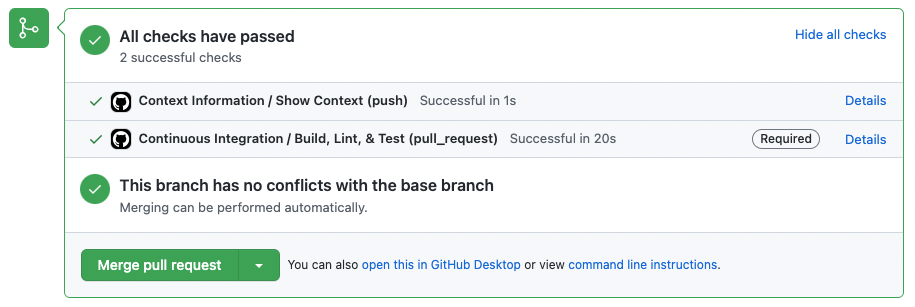 All checks have passed
Hide all checks
2 successful checks
Context Information / Show Context (push) Successful in 1s Details
Continuous Integration / Build, Lint, & Test (pull_request) Successful in 20s Required Details
This branch has no conflicts with the base branch
Merging can be performed automatically.
Merge pull request You can also open this in GitHub Desktop or view command line instructions.